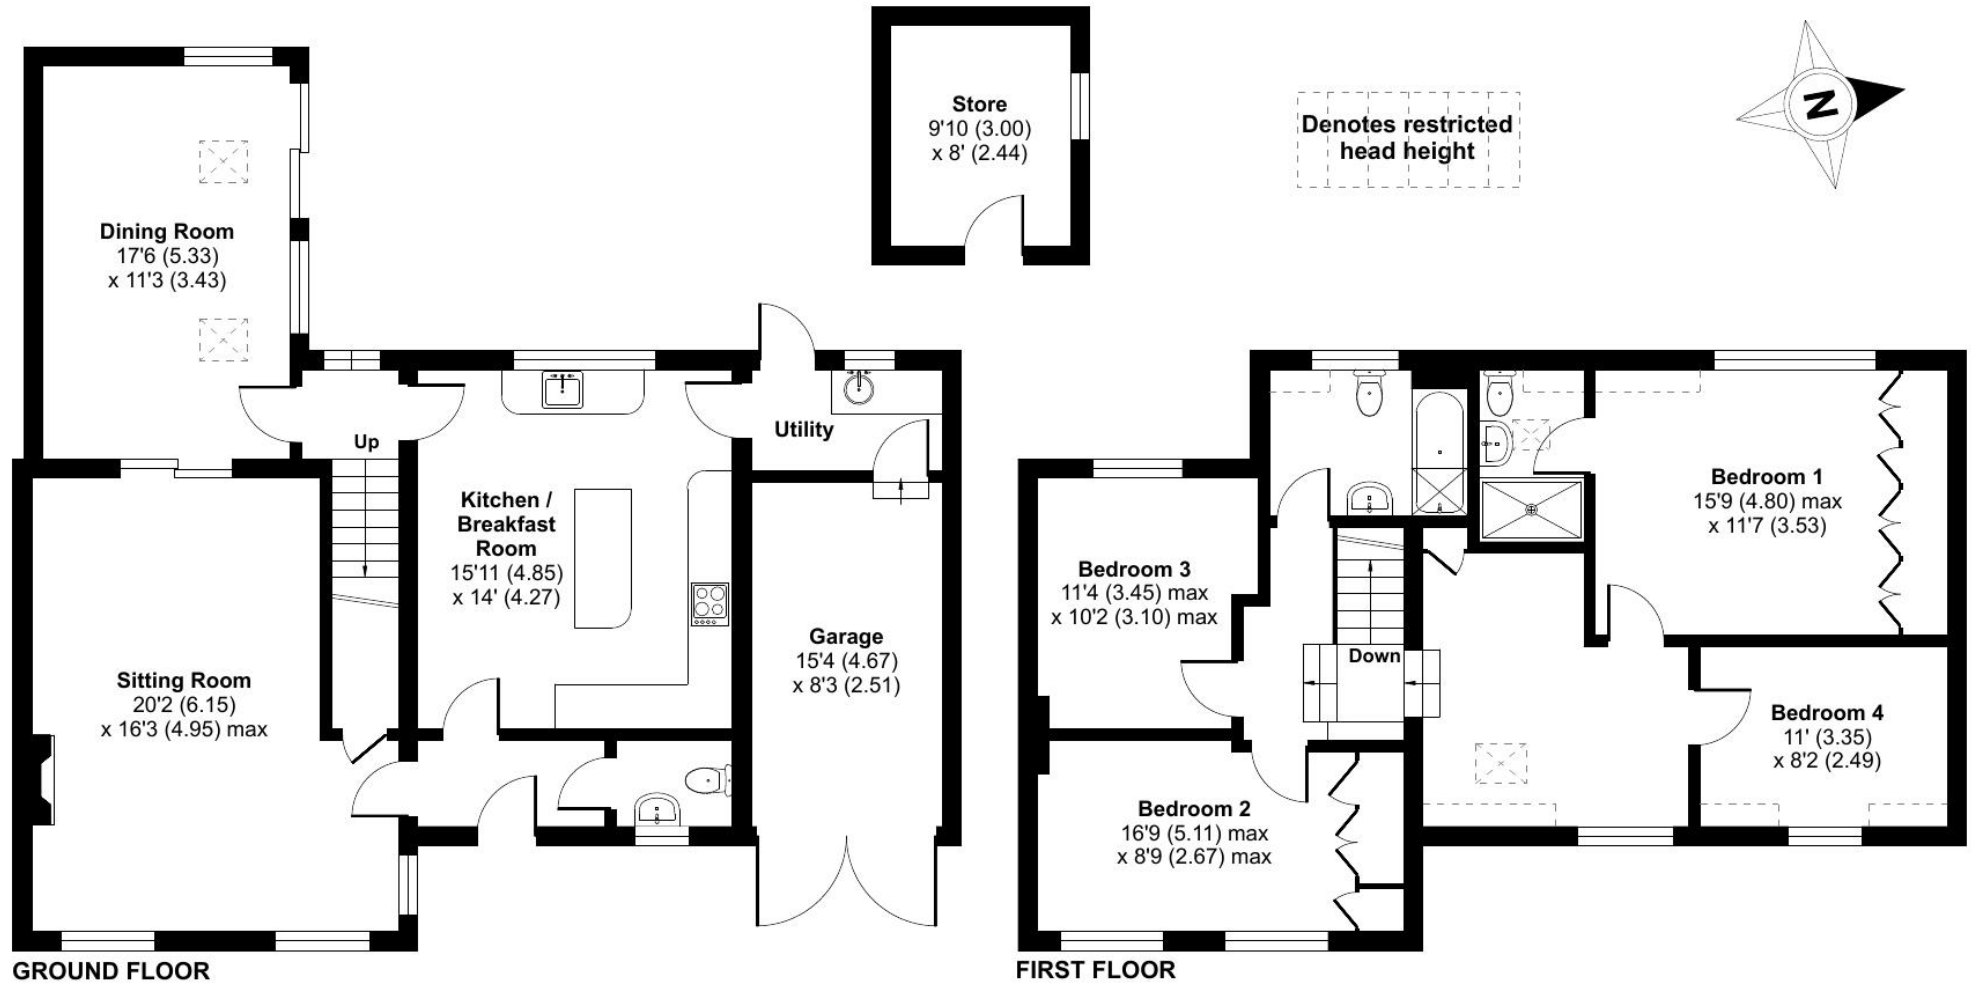 Store
9'10 (3.00)
x 8' (2.44)
Denotes restricted
head height
N
Dining Room
17'6 (5.33)
x 11'3 (3.43)
Up
Utility
Kitchen /
Breakfast
Room
15'11 (4.85)
x 14' (4.27)
Garage
15'4 (4.67)
x 8'3 (2.51)
Sitting Room
20'2 (6.15)
x 16'3 (4.95) max
GROUND FLOOR
Bedroom 1
15'9 (4.80) max
x 11'7 (3.53)
Bedroom 3
11'4 (3.45) max
x 10'2 (3.10) max
Down
Bedroom 4
11' (3.35)
x 8'2 (2.49)
Bedroom 2
16'9 (5.11) max
x 8'9 (2.67) max
FIRST FLOOR